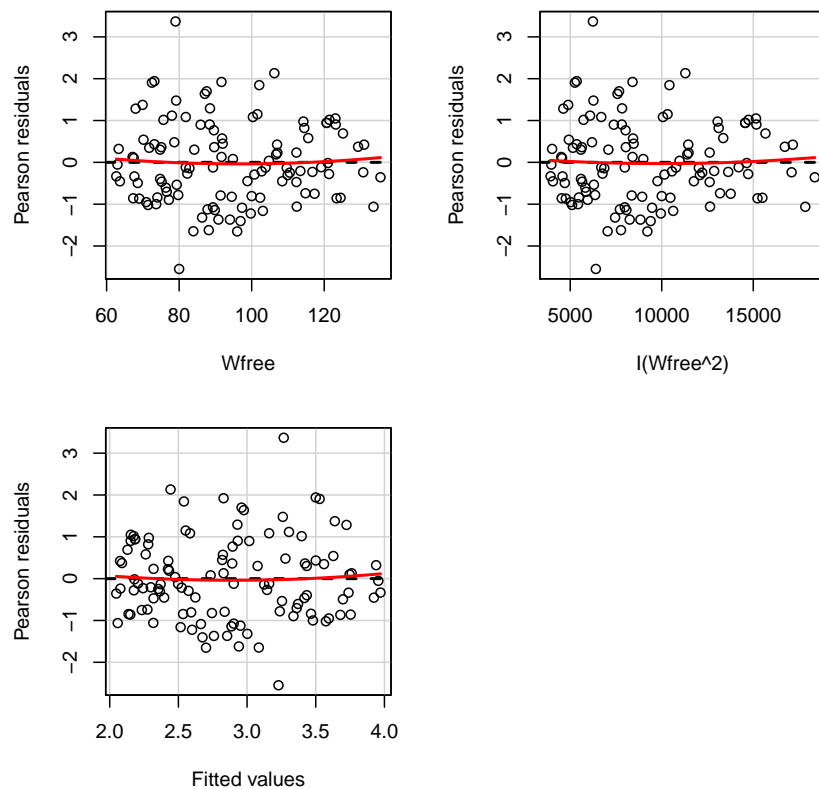 3
2
1
0
−1
−2
Pearson residuals
60 80 100 120
Wfree
3
2
1
0
−1
−2
Pearson residuals
5000 10000 15000
I(Wfree^2)
3
2
1
0
−1
−2
Pearson residuals
2.0 2.5 3.0 3.5 4.0
Fitted values